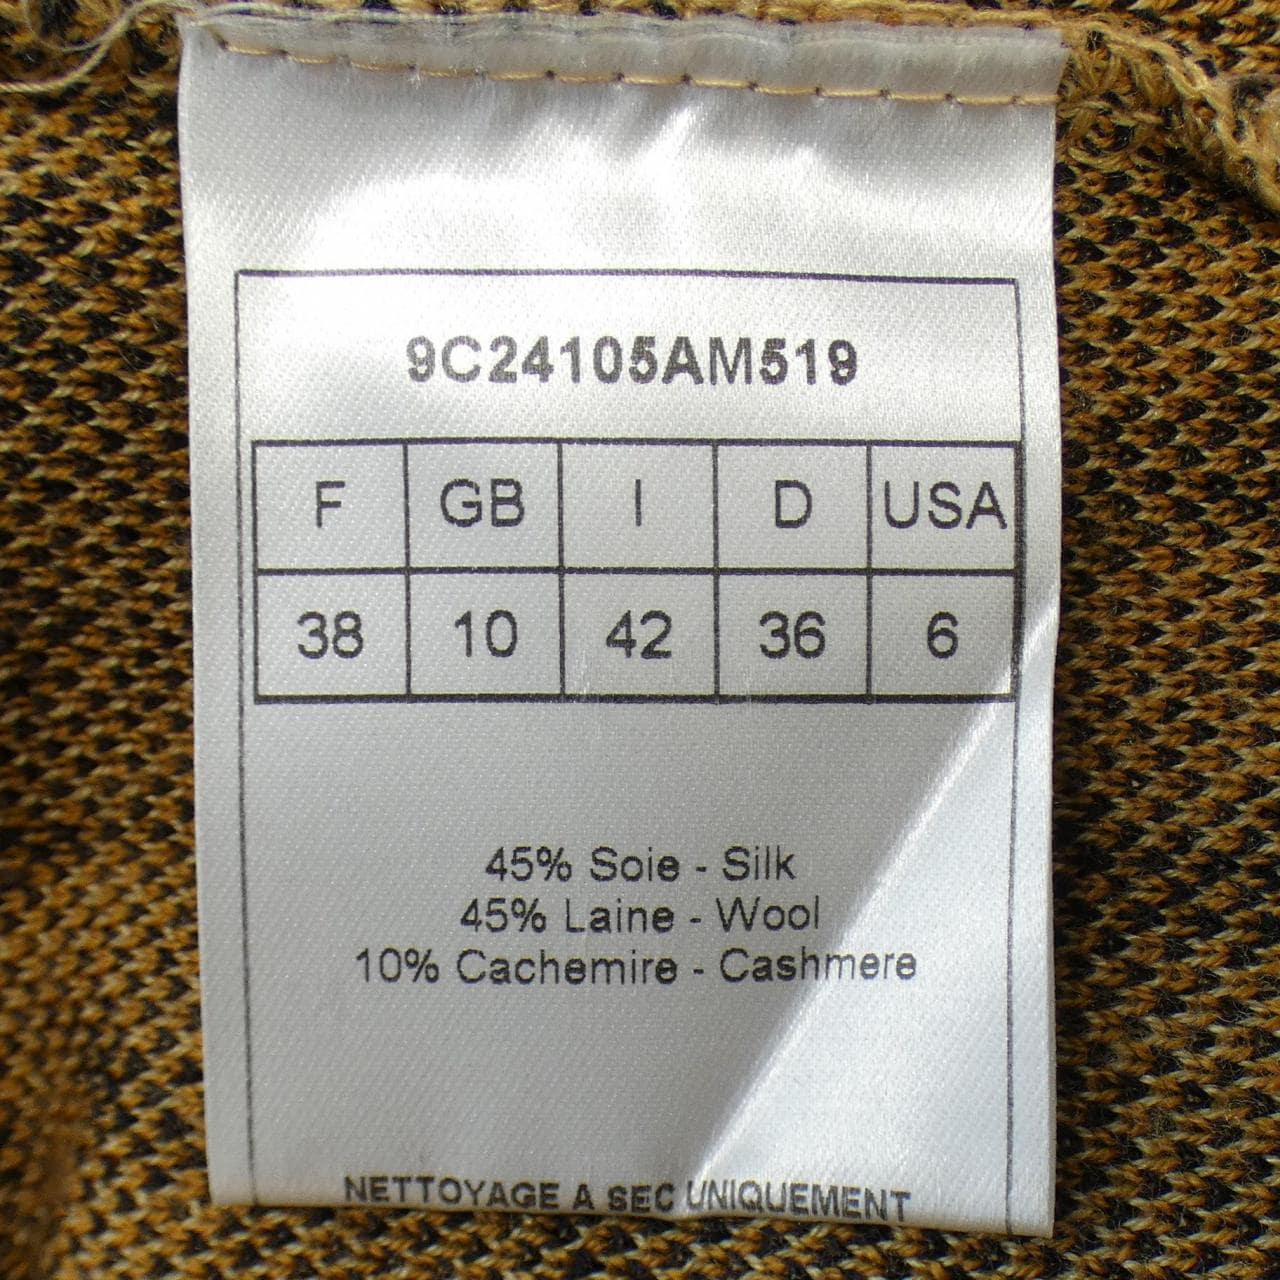 9C24105AM519
F GB I D USA
38 10 42 36 6
45% Soie - Silk
45% Laine - Wool
10% Cachemire - Cashmere
NETTOYAGE A SEC UNIQUEMENT